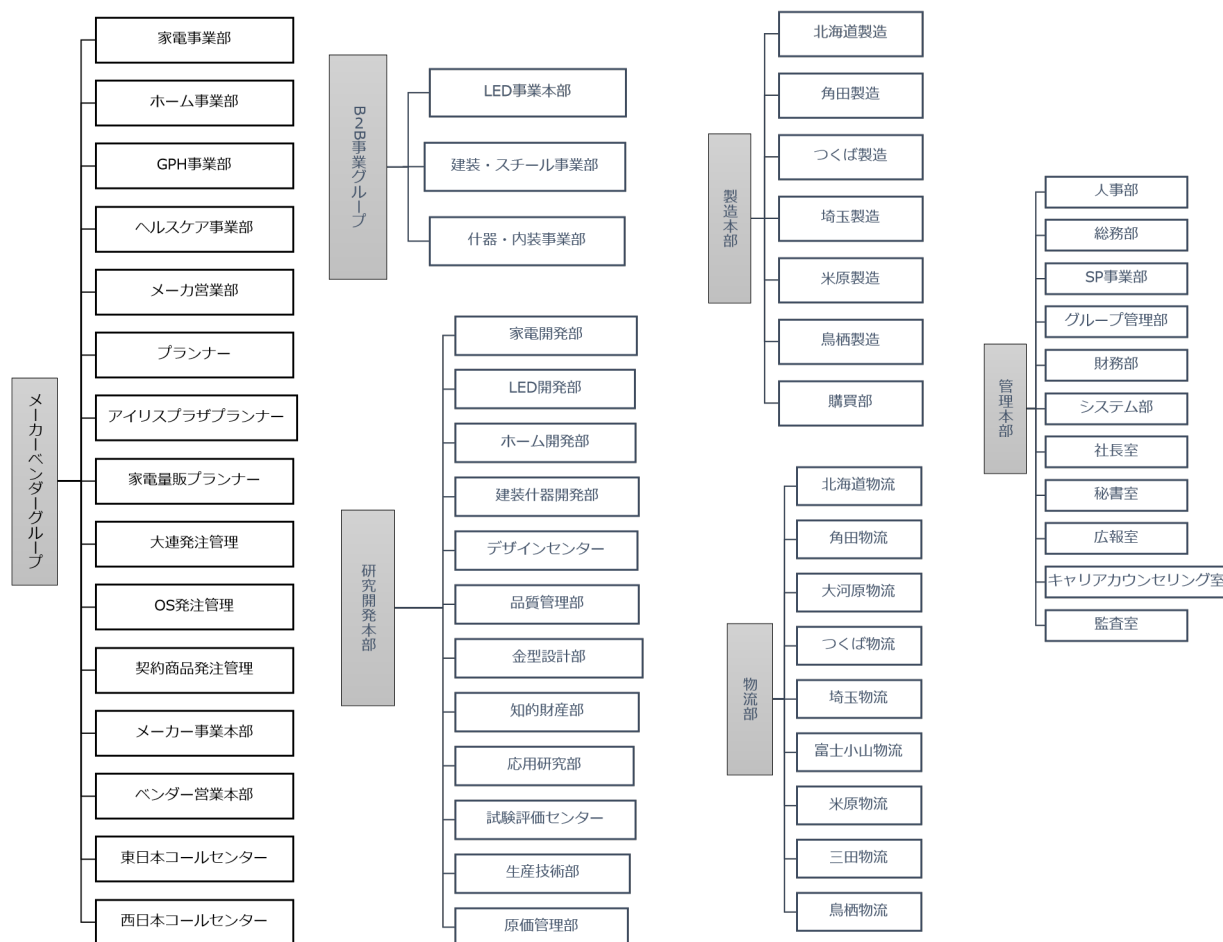 メーカーベンダーグループ
家電事業部
ホーム事業部
GPH事業部
ヘルスケア事業部
メーカ営業部
プランナー
アイリスプラザプランナー
家電量販プランナー
大連発注管理
OS発注管理
契約商品発注管理
メーカー事業本部
ベンダー営業本部
東日本コールセンター
西日本コールセンター
B2B事業グループ
LED事業本部
建装・スチール事業部
什器・内装事業部
研究開発本部
家電開発部
LED開発部
ホーム開発部
建装什器開発部
デザインセンター
品質管理部
金型設計部
知的財産部
応用研究部
試験評価センター
生産技術部
原価管理部
製造本部
北海道製造
角田製造
つくば製造
埼玉製造
米原製造
鳥栖製造
購買部
物流部
北海道物流
角田物流
大河原物流
つくば物流
埼玉物流
富士小山物流
米原物流
三田物流
鳥栖物流
管理本部
人事部
総務部
SP事業部
グループ管理部
財務部
システム部
社長室
秘書室
広報室
キャリアカウンセリング室
監査室